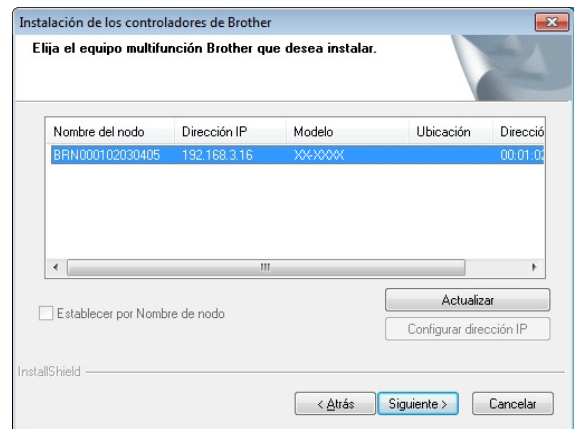 Instalación de los controladores de Brother
Elija el equipo multifunción Brother que desea instalar.
Nombre del nodo Dirección IP Modelo Ubicación Direcció
BRN000102030405 192.168.3.16 XX-XXXX 00:01:02
Actualizar
Establecer por Nombre de nodo
Configurar dirección IP
InstallShield
< Atrás Siguiente > Cancelar